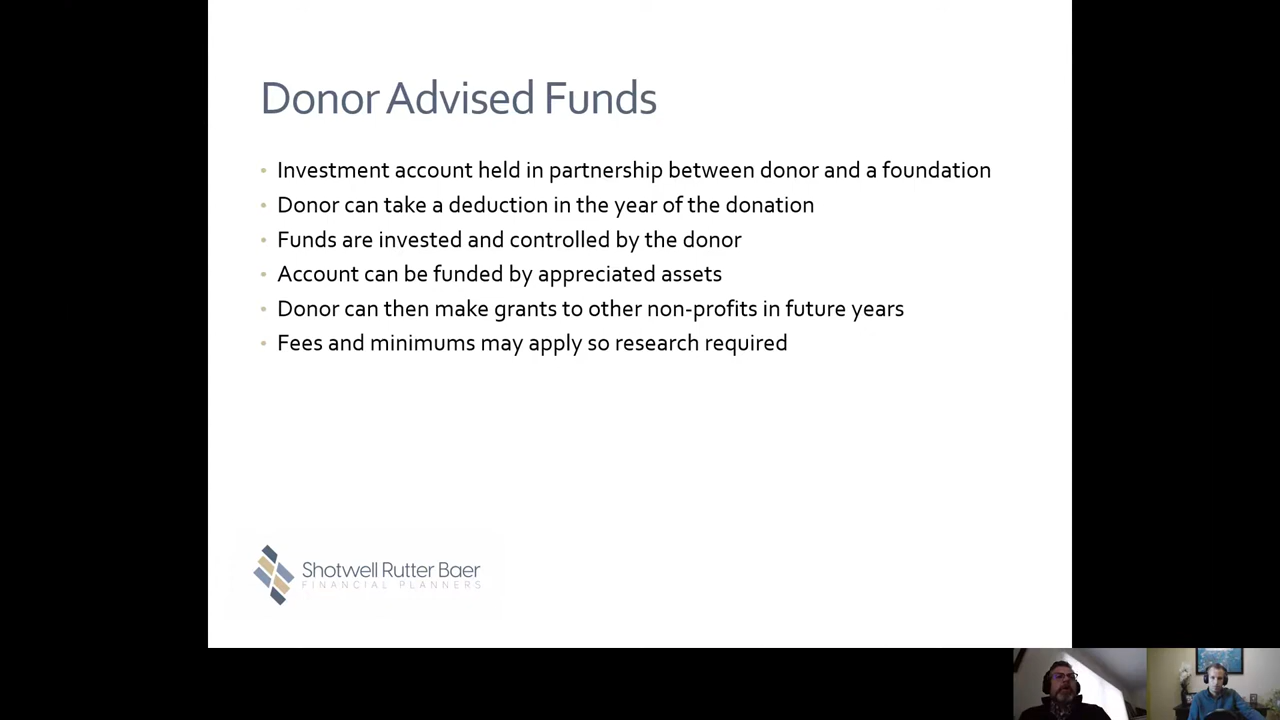 Donor Advised Funds
• Investment account held in partnership between donor and a foundation
• Donor can take a deduction in the year of the donation
• Funds are invested and controlled by the donor
• Account can be funded by appreciated assets
• Donor can then make grants to other non-profits in future years
• Fees and minimums may apply so research required
Shotwell Rutter Baer
FINANCIAL PLANNERS